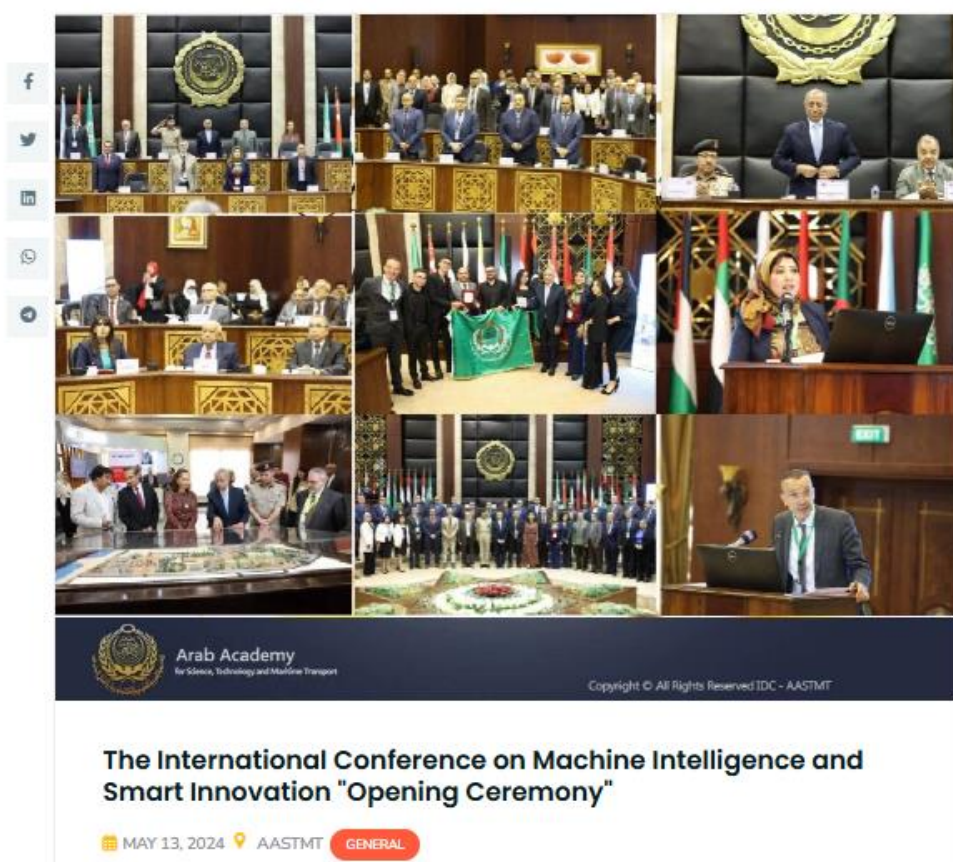 EXIT
Arab Academy
for Science, Technology and Maritime Transport
Copyright © All Rights Reserved IDC - AASTMT
The International Conference on Machine Intelligence and
Smart Innovation "Opening Ceremony"
MAY 13, 2024 AASTMT GENERAL